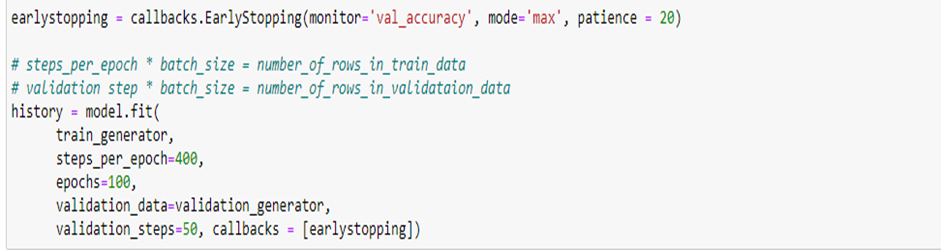 earlystopping = callbacks.EarlyStopping(monitor='val_accuracy', mode='max', patience = 20)
# steps_per_epoch * batch_size = number_of_rows_in_train_data
# validation step * batch_size = number_of_rows_in_validataion_data
history = model.fit(
train_generator,
steps_per_epoch=400,
epochs=100,
validation_data=validation_generator,
validation_steps=50, callbacks = [earlystopping])